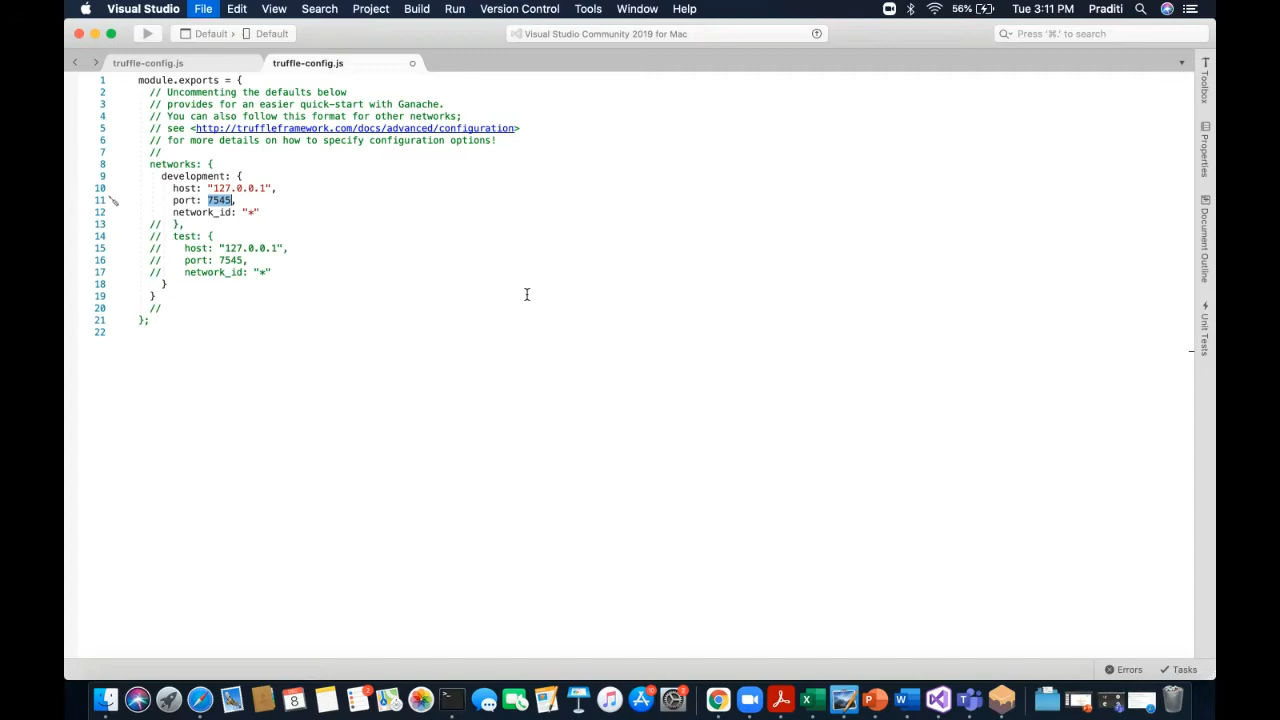 Visual Studio File Edit View Search Project Build Run Version Control Tools Window Help 56% Tue 3:11 PM Praditi
Default › Default Visual Studio Community 2019 for Mac Press '⌘.' to search
truffle-config.js truffle-config.js
1 module.exports = {
2 // Uncommenting the defaults below
3 // provides for an easier quick-start with Ganache.
4 // You can also follow this format for other networks;
5 // see <http://truffleframework.com/docs/advanced/configuration>
6 // for more details on how to specify configuration options!
7 //
8 networks: {
9 development: {
10 host: "127.0.0.1",
11 port: 7545,
12 network_id: "*"
13 // },
14 // test: {
15 // host: "127.0.0.1",
16 // port: 7545,
17 // network_id: "*"
18 }
19 }
20 //
21 };
22
Toolbox
Properties
Document Outline
Unit Tests
Errors Tasks